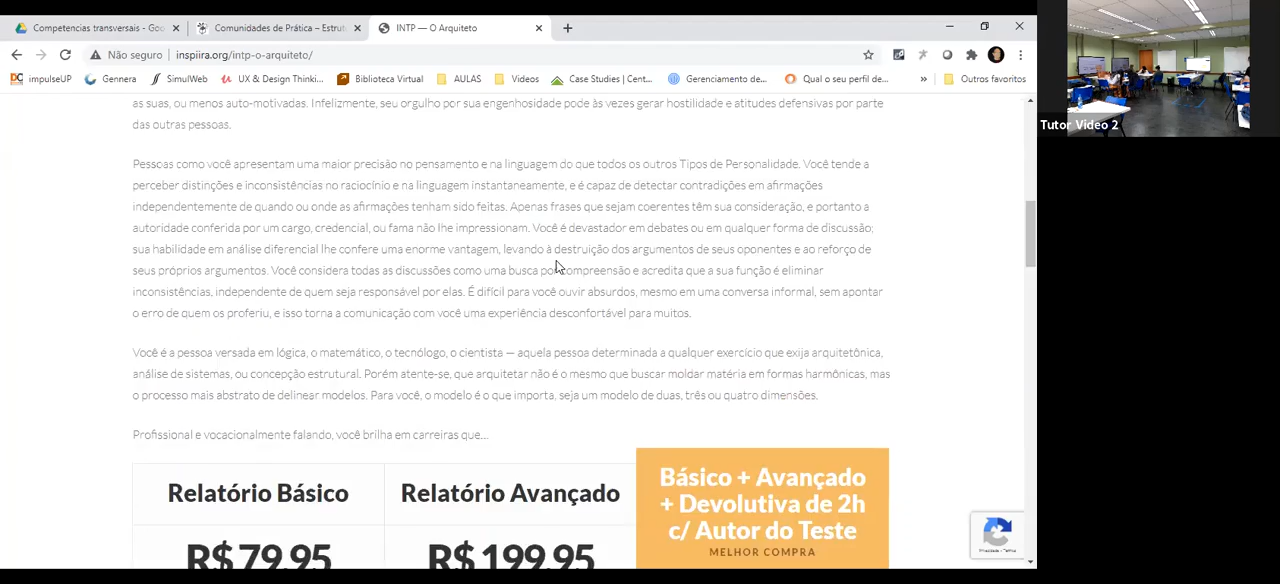 Competencias transversais - Goo
Comunidades de Prática – Estrut
INTP — O Arquiteto
Não seguro
inspiira.org/intp-o-arquiteto/
impulseUP
Gennera
SimulWeb
UX & Design Thinki...
Biblioteca Virtual
AULAS
Videos
Case Studies | Cent...
Gerenciamento de...
Qual o seu perfil de...
»
Outros favoritos
as suas, ou menos auto-motivadas. Infelizmente, seu orgulho por sua engenhosidade pode às vezes gerar hostilidade e atitudes defensivas por parte
das outras pessoas.
Pessoas como você apresentam uma maior precisão no pensamento e na linguagem do que todos os outros Tipos de Personalidade. Você tende a
perceber distinções e inconsistências no raciocínio e na linguagem instantaneamente, e é capaz de detectar contradições em afirmações
independentemente de quando ou onde as afirmações tenham sido feitas. Apenas frases que sejam coerentes têm sua consideração, e portanto a
autoridade conferida por um cargo, credencial, ou fama não lhe impressionam. Você é devastador em debates ou em qualquer forma de discussão;
sua habilidade em análise diferencial lhe confere uma enorme vantagem, levando à destruição dos argumentos de seus oponentes e ao reforço de
seus próprios argumentos. Você considera todas as discussões como uma busca por compreensão e acredita que a sua função é eliminar
inconsistências, independente de quem seja responsável por elas. É difícil para você ouvir absurdos, mesmo em uma conversa informal, sem apontar
o erro de quem os proferiu, e isso torna a comunicação com você uma experiência desconfortável para muitos.
Você é a pessoa versada em lógica, o matemático, o tecnólogo, o cientista — aquela pessoa determinada a qualquer exercício que exija arquitetônica,
análise de sistemas, ou concepção estrutural. Porém atente-se, que arquitetar não é o mesmo que buscar moldar matéria em formas harmônicas, mas
o processo mais abstrato de delinear modelos. Para você, o modelo é o que importa, seja um modelo de duas, três ou quatro dimensões.
Profissional e vocacionalmente falando, você brilha em carreiras que...
Relatório Básico
R$ 79,95
Relatório Avançado
R$ 199,95
Básico + Avançado
+ Devolutiva de 2h
c/ Autor do Teste
MELHOR COMPRA
Privacidade - Termos
Tutor Video 2